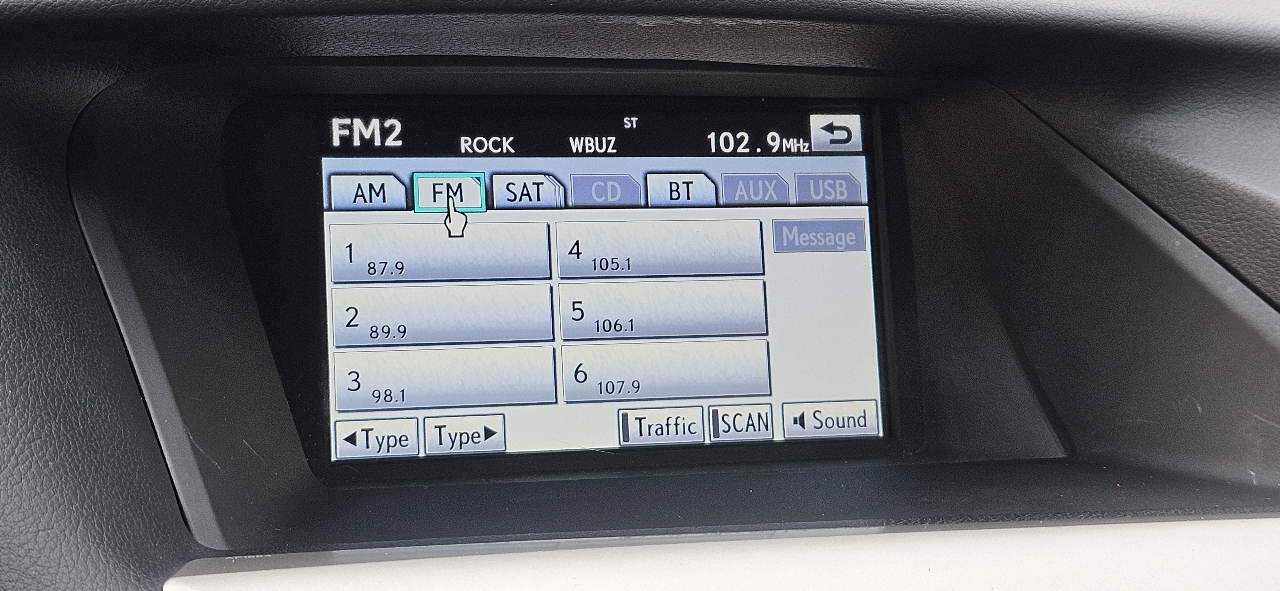 FM2 ROCK WBUZ ST 102.9MHz
AM FM SAT CD BT AUX USB
1 87.9 4 105.1 Message
2 89.9 5 106.1
3 98.1 6 107.9
◀Type Type▶ Traffic SCAN Sound